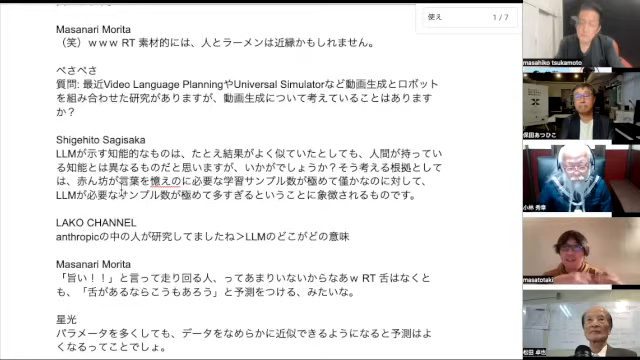 使え
1 / 7
Masanari Morita
（笑）ｗｗｗ RT 素材的には、人とラーメンは近縁かもしれません。
ぺさぺさ
質問: 最近Video Language PlanningやUniversal Simulatorなど動画生成とロボット
を組み合わせた研究がありますが、動画生成について考えていることはあります
か？
Shigehito Sagisaka
LLMが示す知能的なものは、たとえ結果がよく似ていたとしても、人間が持ってい
る知能とは異なるものだと思いますが、いかがでしょうか？そう考える根拠として
は、赤ん坊が言葉を憶えのに必要な学習サンプル数が極めて僅かなのに対して、
LLMが必要なサンプル数が極めて多すぎるということに象徴されるものです。
LAKO CHANNEL
anthropicの中の人が研究してましたね＞LLMのどこがどの意味
Masanari Morita
「旨い！！」と言って走り回る人、ってあまりいないからなあｗ RT 舌はなくと
も、「舌があるならこうもあろう」と予測をつける、みたいな。
星光
パラメータを多くしても、データをなめらかに近似できるようになると予測はよ
くなるってことでしょ。
masahiko tsukamoto
保田あつひこ
小林 秀章
masatotaki
松田 卓也